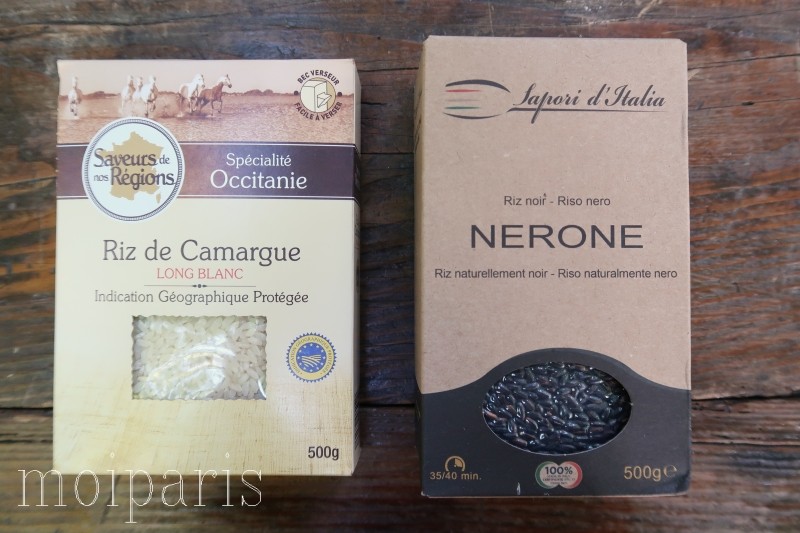 BEC VERSEUR
FACILE À VERSER
Saveurs de
nos Régions
Spécialité
Occitanie
Riz de Camargue
LONG BLANC
Indication Géographique Protégée
500g
Sapori d'Italia
Riz noir - Riso nero
NERONE
Riz naturellement noir - Riso naturalmente nero
35/40 min.
100%
500g℮
moiparis